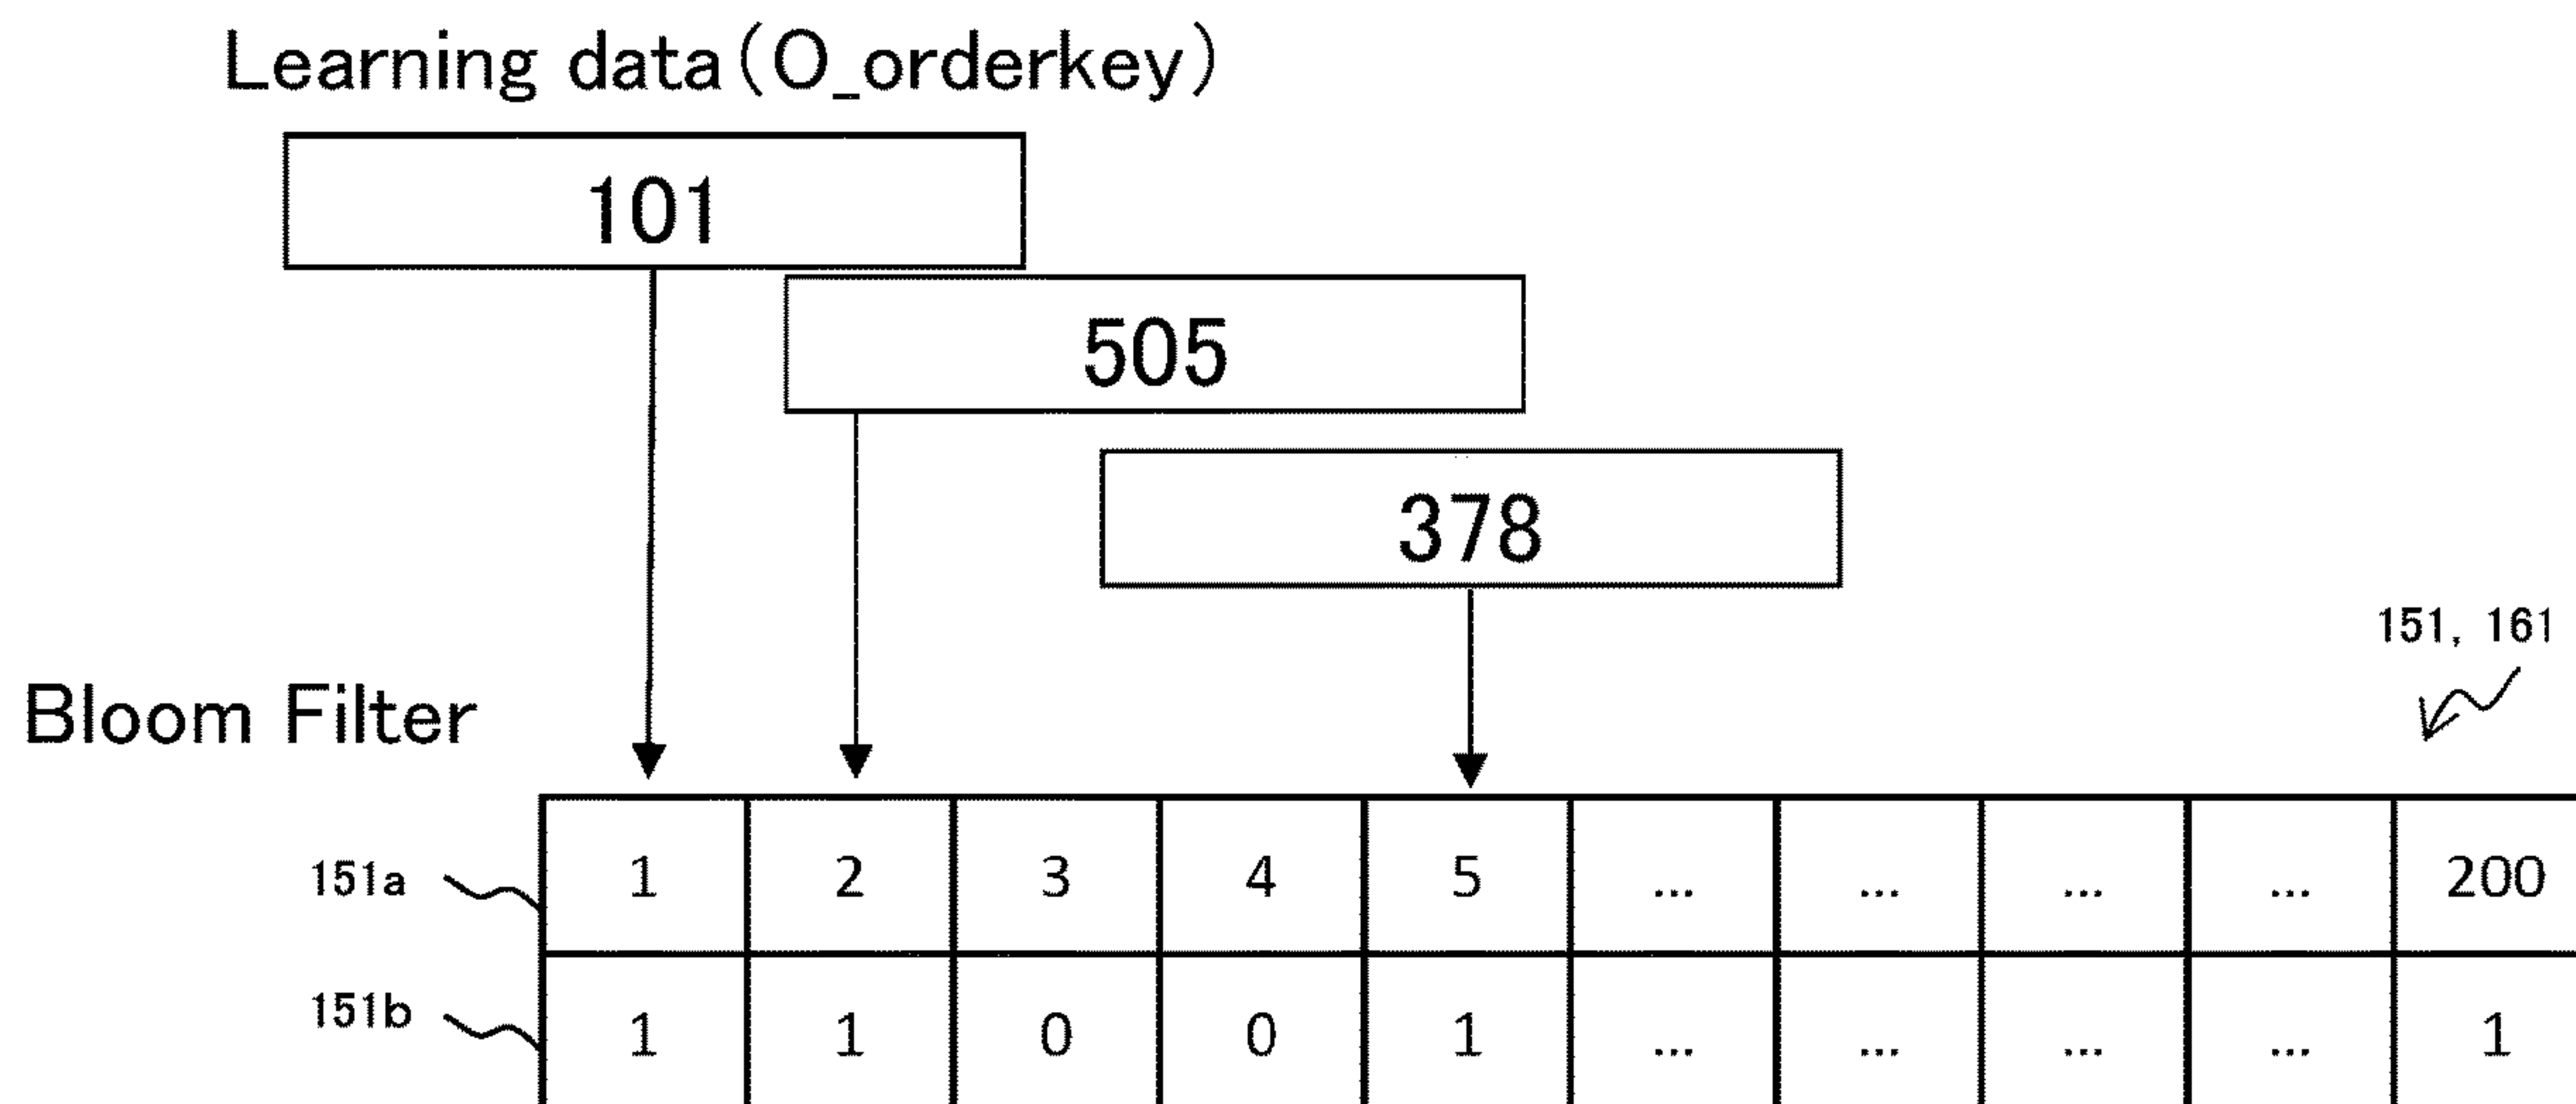 Learning data(O_orderkey)
101
505
378
151, 161
Bloom Filter
151a 1 2 3 4 5 ... ... ... ... 200
151b 1 1 0 0 1 ... ... ... ... 1